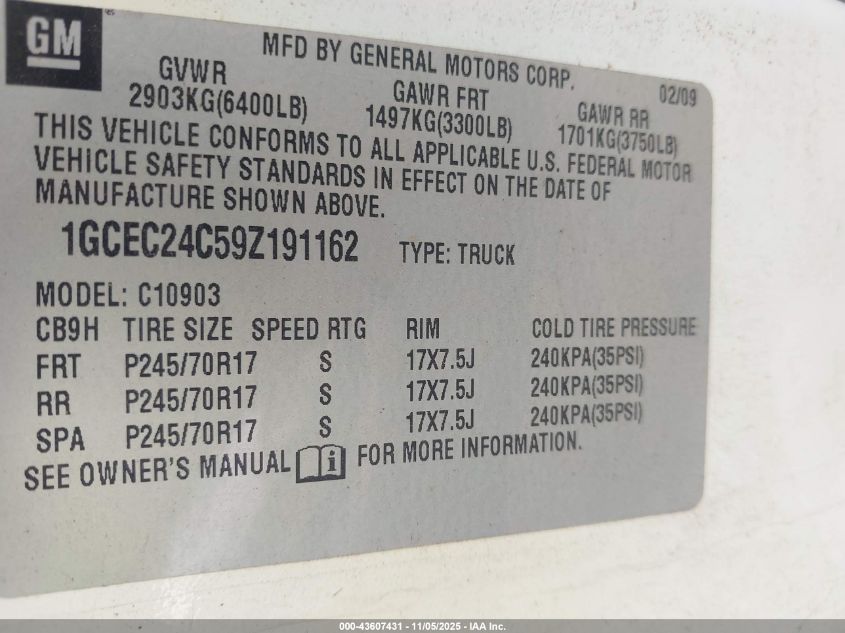 GM
MFD BY GENERAL MOTORS CORP.
02/09
GVWR GAWR FRT GAWR RR
2903KG(6400LB) 1497KG(3300LB) 1701KG(3750LB)
THIS VEHICLE CONFORMS TO ALL APPLICABLE U.S. FEDERAL MOTOR
VEHICLE SAFETY STANDARDS IN EFFECT ON THE DATE OF
MANUFACTURE SHOWN ABOVE.
1GCEC24C59Z191162 TYPE: TRUCK
MODEL: C10903
CB9H TIRE SIZE SPEED RTG RIM COLD TIRE PRESSURE
FRT P245/70R17 S 17X7.5J 240KPA(35PSI)
RR P245/70R17 S 17X7.5J 240KPA(35PSI)
SPA P245/70R17 S 17X7.5J 240KPA(35PSI)
SEE OWNER'S MANUAL i FOR MORE INFORMATION.
000-43607431 - 11/05/2025 - IAA Inc.